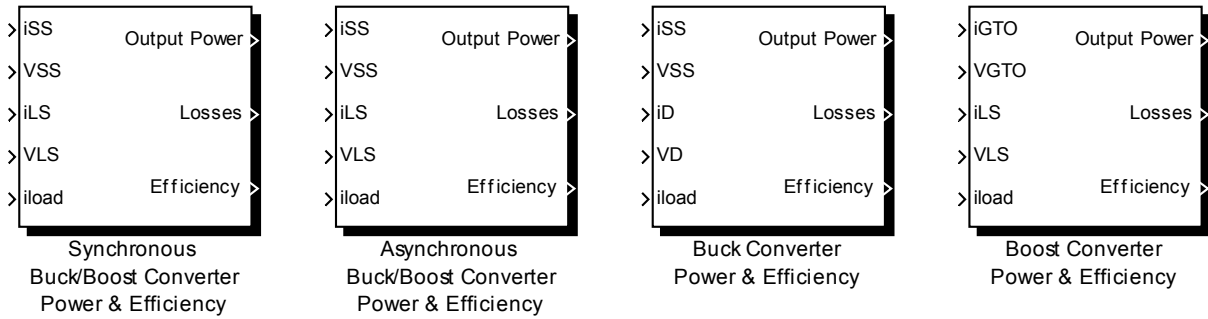 iSS
VSS
iLS
VLS
iload
Output Power
Losses
Efficiency
Synchronous
Buck/Boost Converter
Power & Efficiency
iSS
VSS
iLS
VLS
iload
Output Power
Losses
Efficiency
Asynchronous
Buck/Boost Converter
Power & Efficiency
iSS
VSS
iD
VD
iload
Output Power
Losses
Efficiency
Buck Converter
Power & Efficiency
iGTO
VGTO
iLS
VLS
iload
Output Power
Losses
Efficiency
Boost Converter
Power & Efficiency